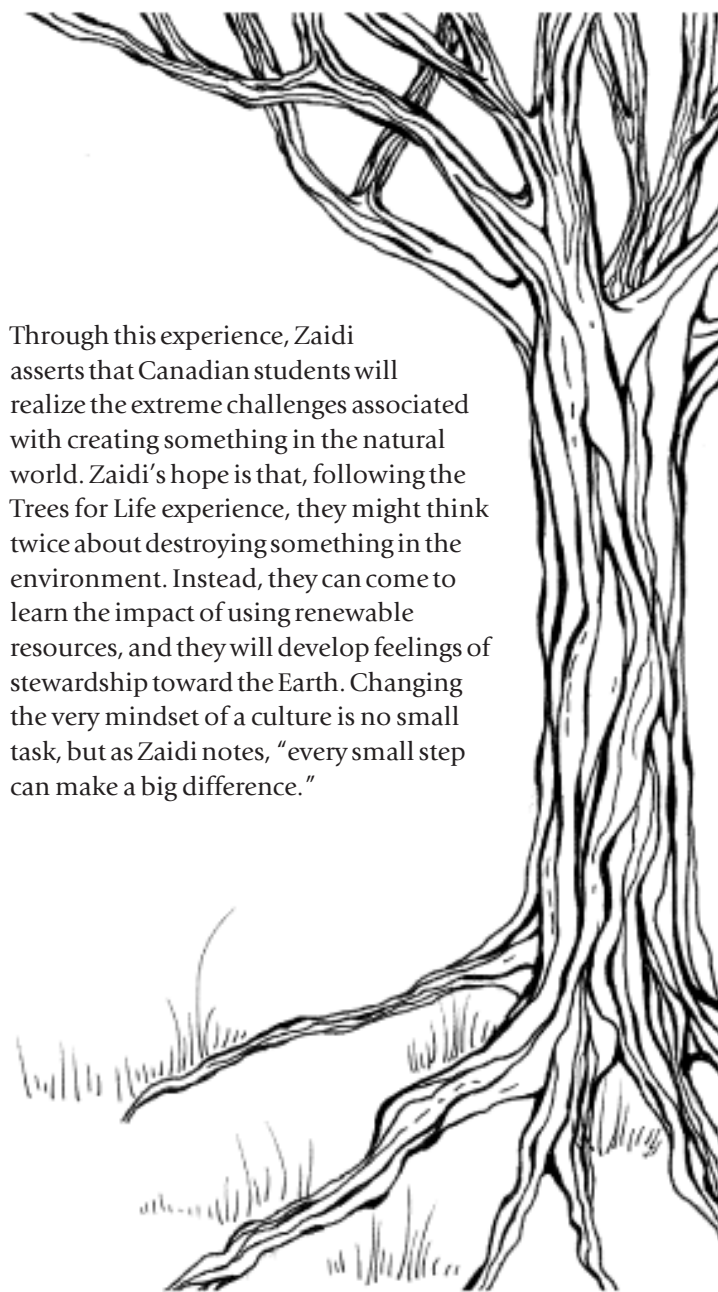 Through this experience, Zaidi
asserts that Canadian students will
realize the extreme challenges associated
with creating something in the natural
world. Zaidi’s hope is that, following the
Trees for Life experience, they might think
twice about destroying something in the
environment. Instead, they can come to
learn the impact of using renewable
resources, and they will develop feelings of
stewardship toward the Earth. Changing
the very mindset of a culture is no small
task, but as Zaidi notes, “every small step
can make a big difference.”